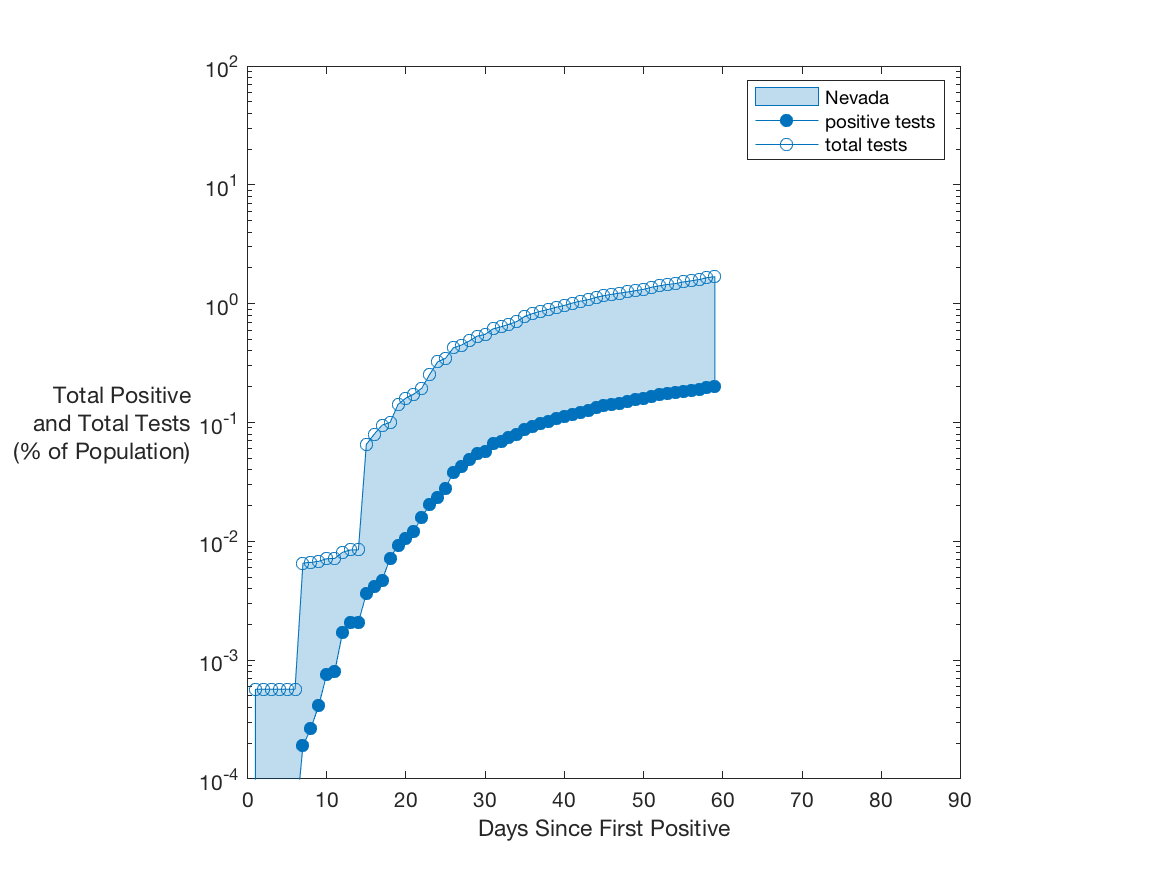 10^2
10^1
10^0
10^-1
10^-2
10^-3
10^-4
Total Positive
and Total Tests
(% of Population)
Nevada
positive tests
total tests
0 10 20 30 40 50 60 70 80 90
Days Since First Positive